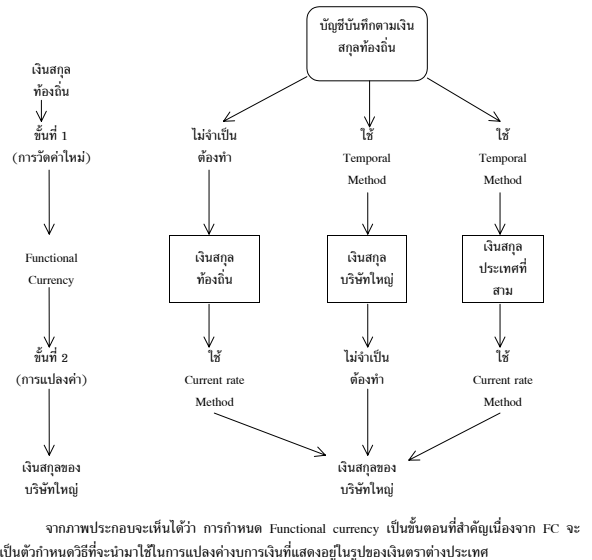 บัญชีบันทึกตามเงิน
สกุลท้องถิ่น
เงินสกุล
ท้องถิ่น
ขั้นที่ 1
(การวัดค่าใหม่)
ไม่จำเป็น
ต้องทำ
ใช้
Temporal
Method
ใช้
Temporal
Method
Functional
Currency
เงินสกุล
ท้องถิ่น
เงินสกุล
บริษัทใหญ่
เงินสกุล
ประเทศที่
สาม
ขั้นที่ 2
(การแปลงค่า)
ใช้
Current rate
Method
ไม่จำเป็น
ต้องทำ
ใช้
Current rate
Method
เงินสกุลของ
บริษัทใหญ่
เงินสกุลของ
บริษัทใหญ่
จากภาพประกอบจะเห็นได้ว่า การกำหนด Functional currency เป็นขั้นตอนที่สำคัญเนื่องจาก FC จะ
เป็นตัวกำหนดวิธีที่จะนำมาใช้ในการแปลงค่างบการเงินที่แสดงอยู่ในรูปของเงินตราต่างประเทศ